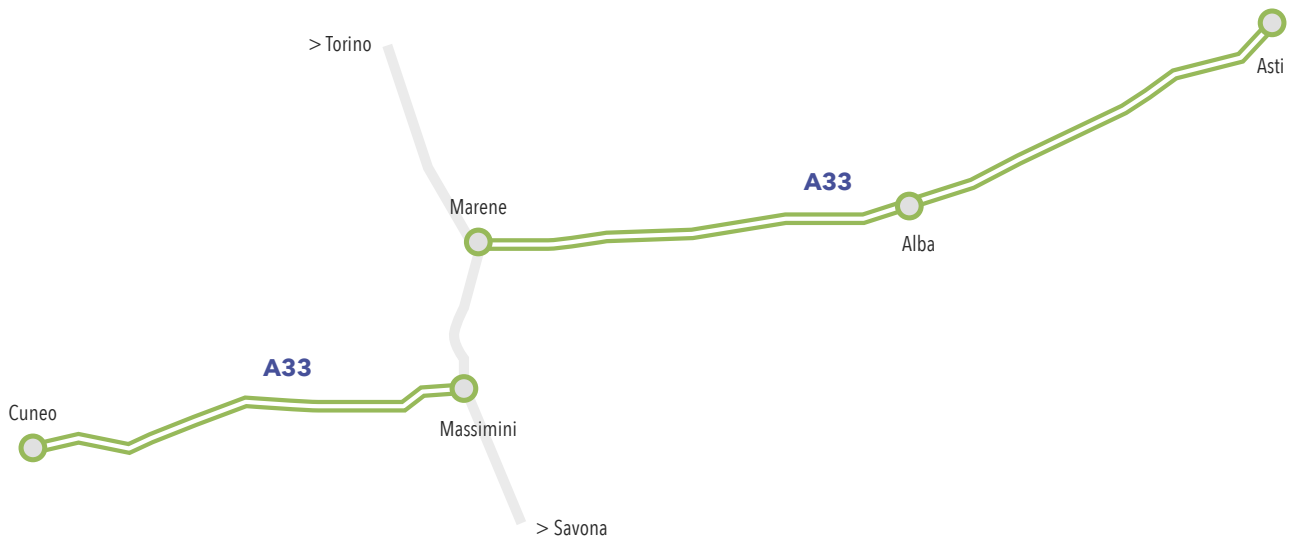 > Torino
Asti
A33
Marene
Alba
A33
Cuneo
Massimini
> Savona